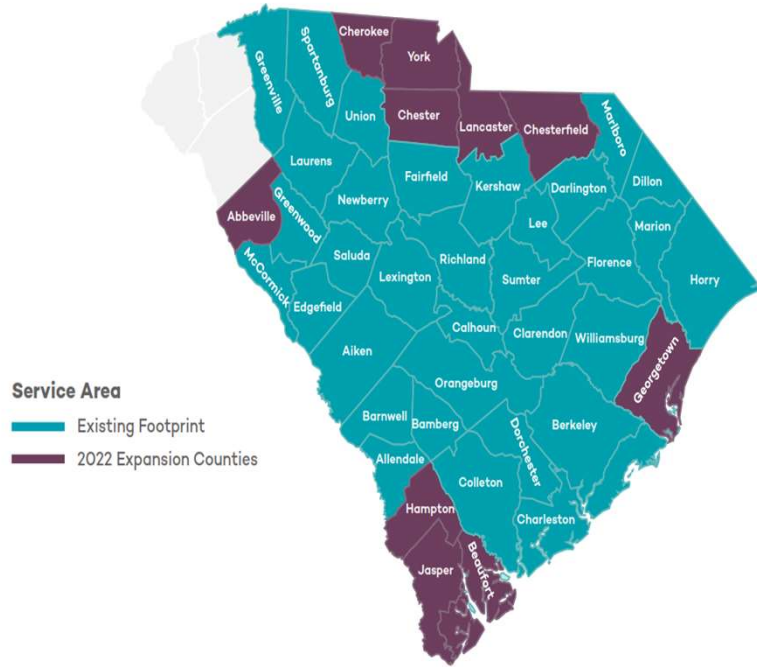 Cherokee
York
Greenville
Spartanburg
Union
Chester
Lancaster
Chesterfield
Marlboro
Laurens
Fairfield
Kershaw
Darlington
Dillon
Newberry
Abbeville
Greenwood
Lee
Marion
Saluda
Richland
Florence
McCormick
Lexington
Sumter
Horry
Edgefield
Calhoun
Clarendon
Williamsburg
Aiken
Georgetown
Orangeburg
Service Area
Existing Footprint
2022 Expansion Counties
Barnwell
Bamberg
Dorchester
Berkeley
Allendale
Colleton
Hampton
Charleston
Jasper
Beaufort